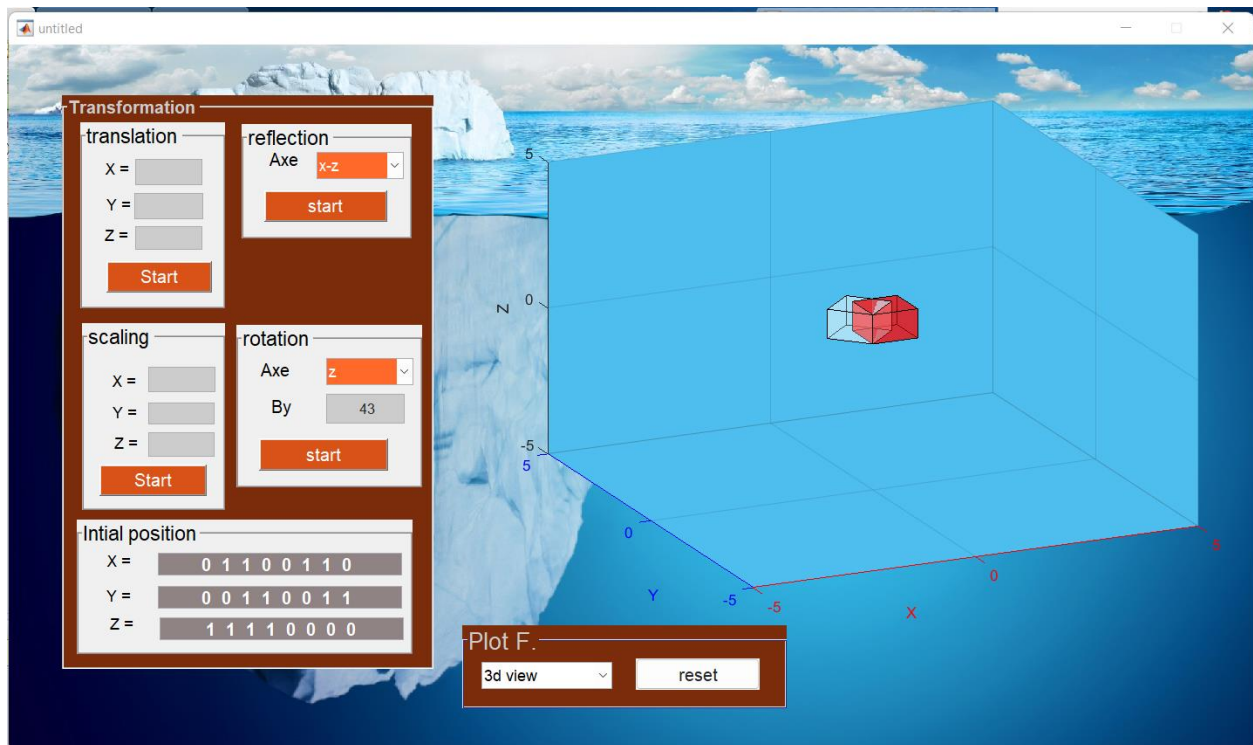 untitled
Transformation
translation
X =
Y =
Z =
Start
reflection
Axe x-z
start
scaling
X =
Y =
Z =
Start
rotation
Axe z
By 43
start
Intial position
X = 0 1 1 0 0 1 1 0
Y = 0 0 1 1 0 0 1 1
Z = 1 1 1 1 0 0 0 0
5
0
-5
Z
5
0
-5
Y
-5
0
5
X
Plot F.
3d view reset